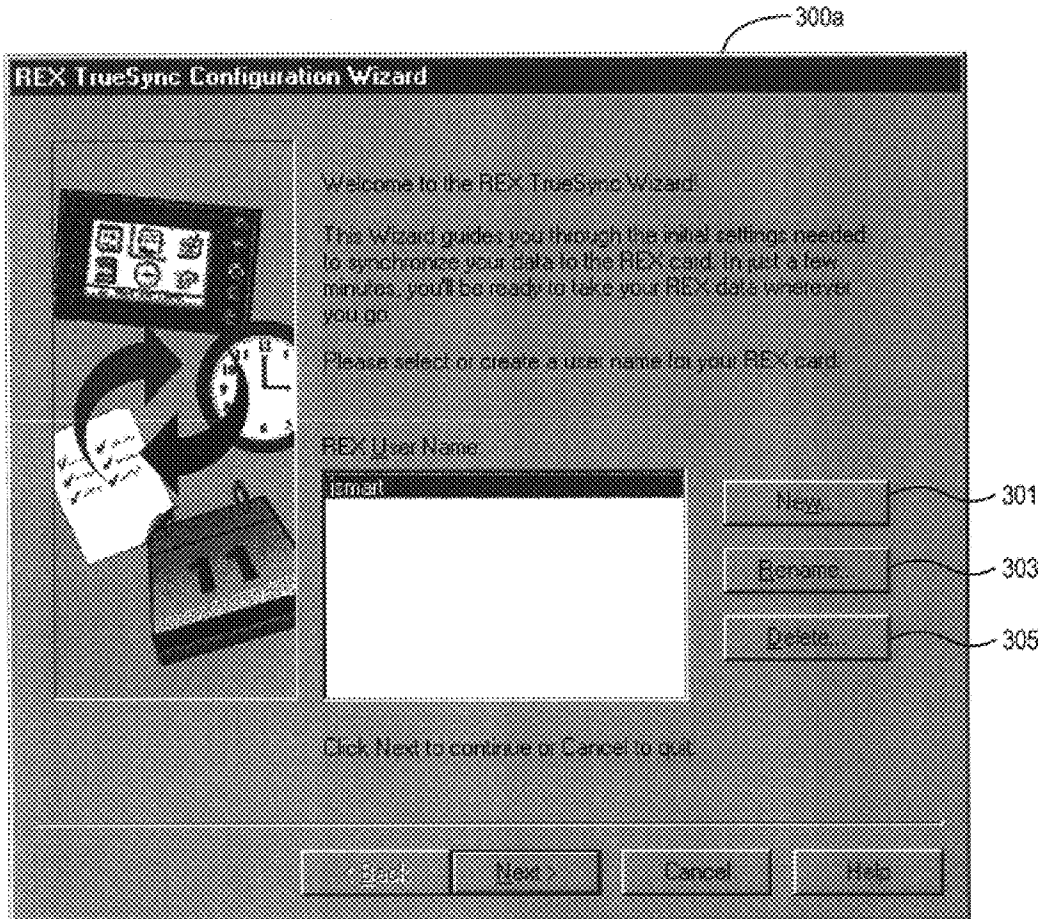 300a
REX TrueSync Configuration Wizard
Welcome to the REX TrueSync Wizard!
This Wizard guides you through the initial settings needed
to synchronize your data to the REX card. In just a few
minutes, you'll be ready to take your REX data wherever
you go.
Please select or create a user name for your REX card.
REX User Name
New...
301
Rename...
303
Delete...
305
Click Next to continue or Cancel to quit.
< Back
Next >
Cancel
Help
11